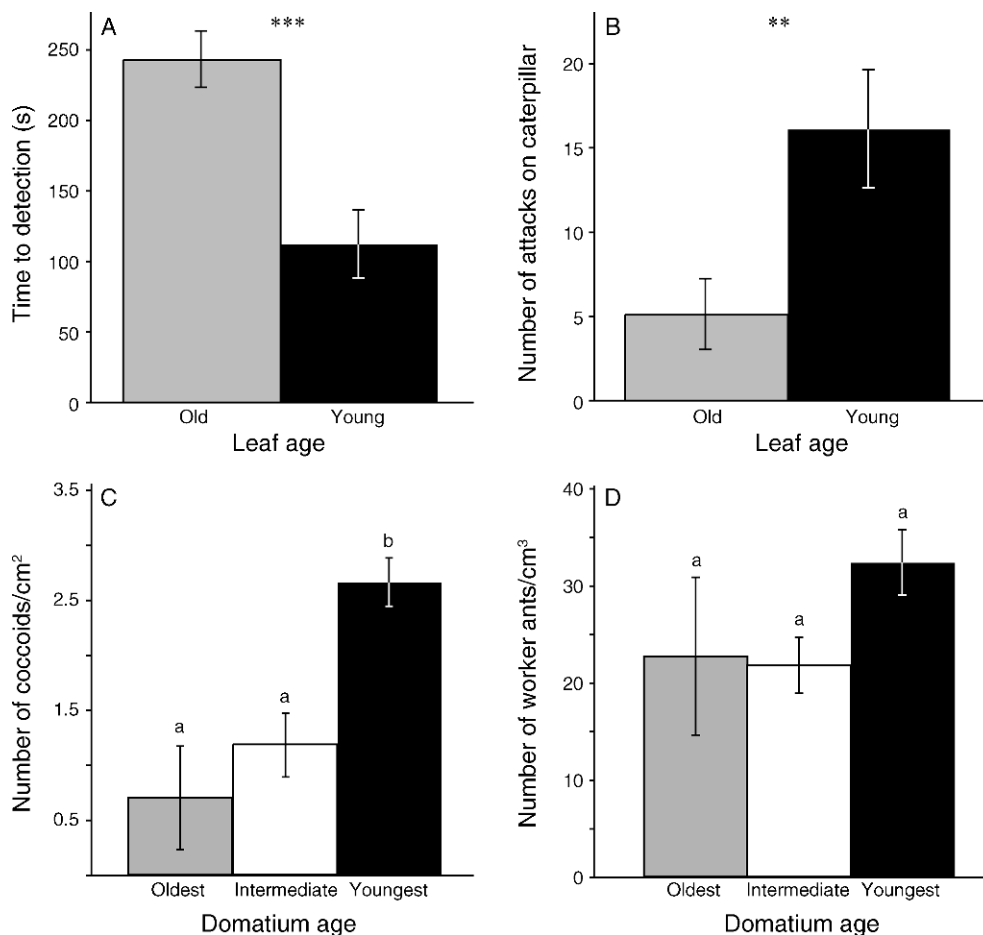 A
***
Time to detection (s)
250
200
150
100
50
0
Old Young
Leaf age
B
**
Number of attacks on caterpillar
20
15
10
5
0
Old Young
Leaf age
C
Number of coccoids/cm²
3.5
2.5
1.5
0.5
a a b
Oldest Intermediate Youngest
Domatium age
D
Number of worker ants/cm³
40
30
20
10
0
a a a
Oldest Intermediate Youngest
Domatium age